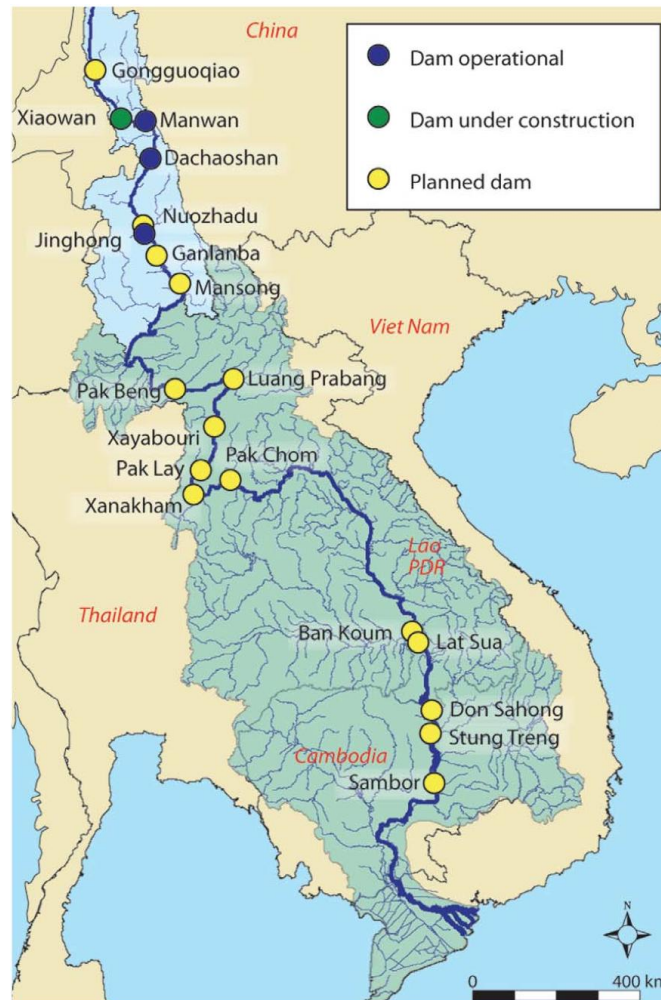 China
Dam operational
Gongguoqiao
Xiaowan
Manwan
Dam under construction
Dachaoshan
Planned dam
Nuozhadu
Jinghong
Ganlanba
Mansong
Viet Nam
Luang Prabang
Pak Beng
Xayabouri
Pak Chom
Pak Lay
Xanakham
Lao
PDR
Thailand
Ban Koum
Lat Sua
Don Sahong
Stung Treng
Cambodia
Sambor
N
0
400 km